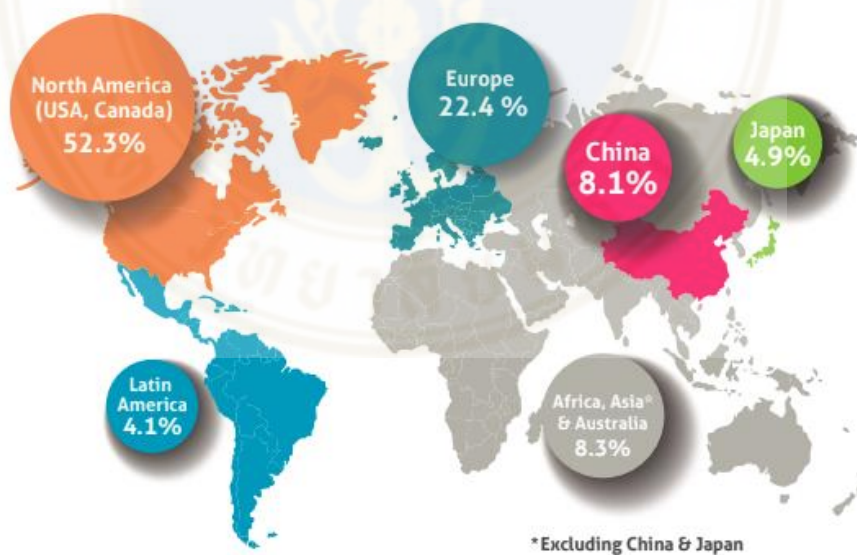 North America
(USA, Canada)
52.3%
Europe
22.4 %
China
8.1%
Japan
4.9%
Latin
America
4.1%
Africa, Asia*
& Australia
8.3%
*Excluding China & Japan